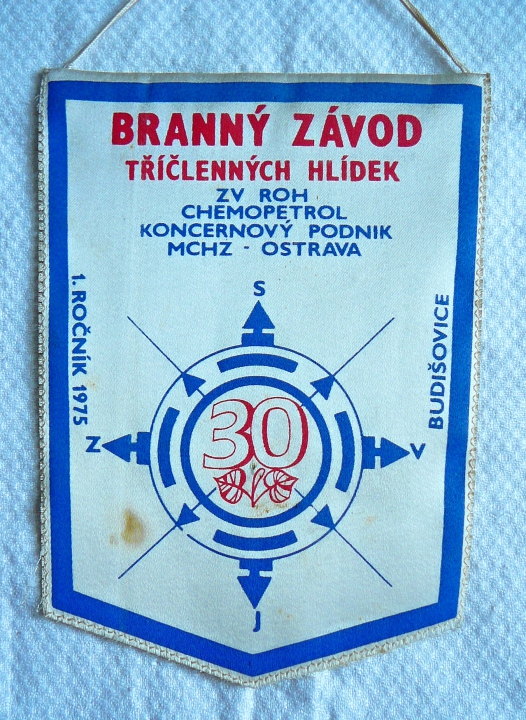 BRANNÝ ZÁVOD
TŘÍČLENNÝCH HLÍDEK
ZV ROH
CHEMOPETROL
KONCERNOVÝ PODNIK
MCHZ - OSTRAVA
1. ROČNÍK 1975
BUDIŠOVICE
S
Z
30
V
J